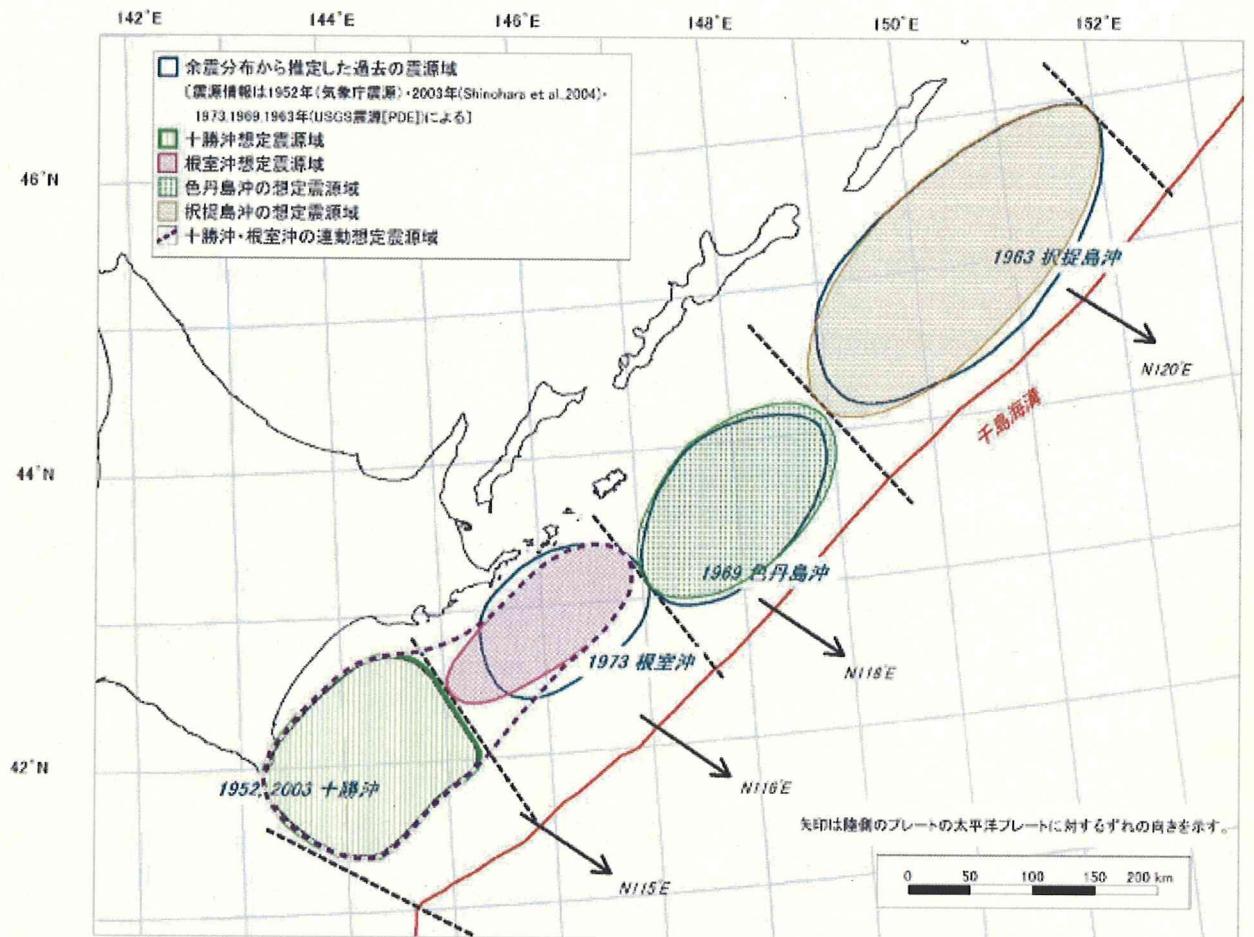 142°E 144°E 146°E 148°E 150°E 152°E
余震分布から推定した過去の震源域
〔震源情報は1952年(気象庁震源)・2003年(Shinohara et al.,2004)・
1973,1969,1963年(USGS震源[PDE])による]
十勝沖想定震源域
根室沖想定震源域
色丹島沖の想定震源域
択捉島沖の想定震源域
十勝沖・根室沖の連動想定震源域
46°N
44°N
42°N
1963 択捉島沖
N120°E
千島海溝
1969 色丹島沖
N118°E
1973 根室沖
N116°E
1952, 2003 十勝沖
N115°E
矢印は陸側のプレートの太平洋プレートに対するずれの向きを示す。
0 50 100 150 200 km